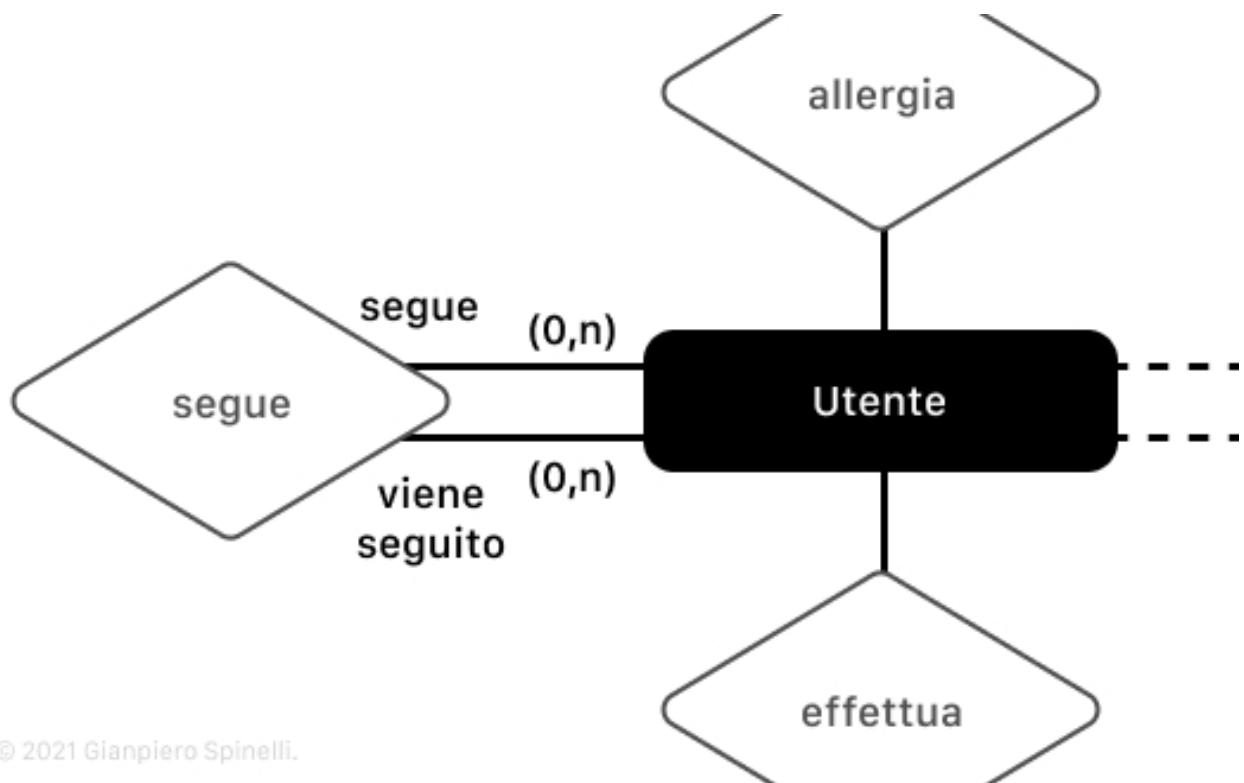 allergia
segue
(0,n)
segue
Utente
viene
seguito
(0,n)
effettua
© 2021 Gianpiero Spinelli.